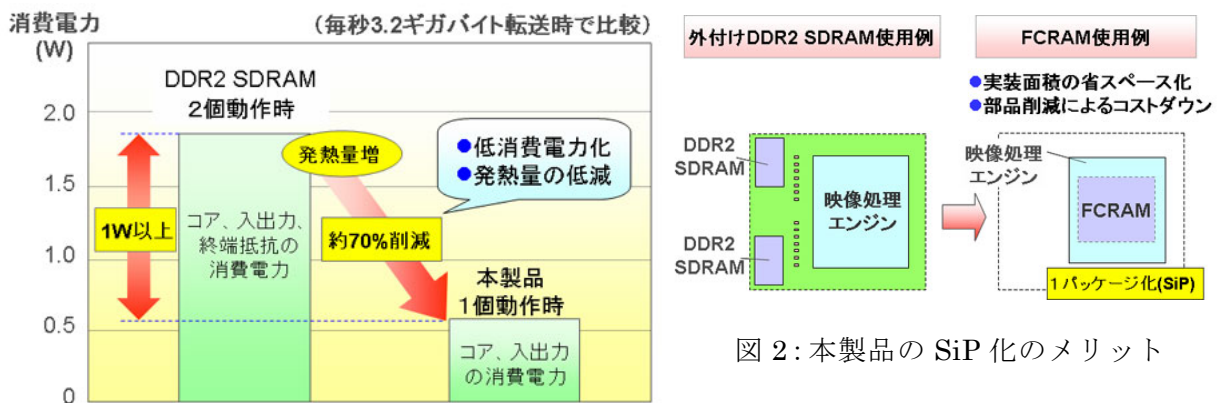 消費電力
(W)
(毎秒3.2ギガバイト転送時で比較)
2.0
1.5
1.0
0.5
0
DDR2 SDRAM
2個動作時
発熱量増
●低消費電力化
●発熱量の低減
1W以上
コア、入出力、
終端抵抗の
消費電力
約70%削減
本製品
1個動作時
コア、入出力
の消費電力
外付けDDR2 SDRAM使用例
DDR2
SDRAM
DDR2
SDRAM
映像処理
エンジン
FCRAM使用例
●実装面積の省スペース化
●部品削減によるコストダウン
映像処理
エンジン
FCRAM
1パッケージ化(SiP)
図 2 : 本製品の SiP 化のメリット